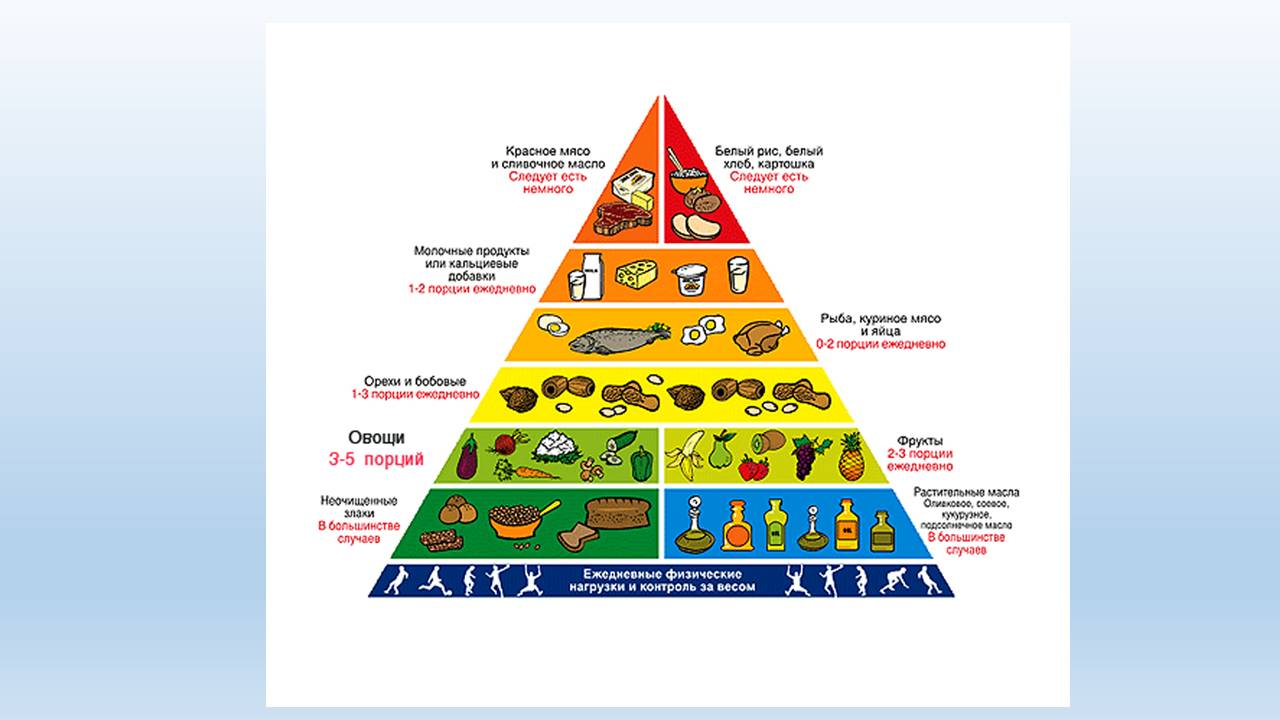 Красное мясо
и сливочное масло
Следует есть
немного
Белый рис, белый
хлеб, картошка
Следует есть
немного
Молочные продукты
или кальциевые
добавки
1-2 порции ежедневно
Рыба, куриное мясо
и яйца
0-2 порции ежедневно
Орехи и бобовые
1-3 порции ежедневно
Овощи
3-5 порций
Фрукты
2-3 порции
ежедневно
Неочищенные
злаки
В большинстве
случаев
Растительные масла
Оливковое, соевое,
кукурузное,
подсолнечное масло
В большинстве
случаев
Ежедневные физические
нагрузки и контроль за весом